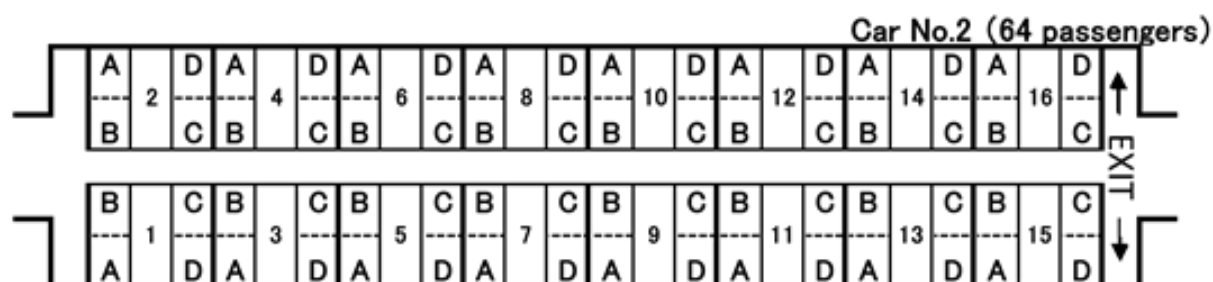 Car No.2 (64 passengers)
A D A D A D A D A D A D A D A D
2 4 6 8 10 12 14 16
B C B C B C B C B C B C B C B C
EXIT
B C B C B C B C B C B C B C B C
1 3 5 7 9 11 13 15
A D A D A D A D A D A D A D A D